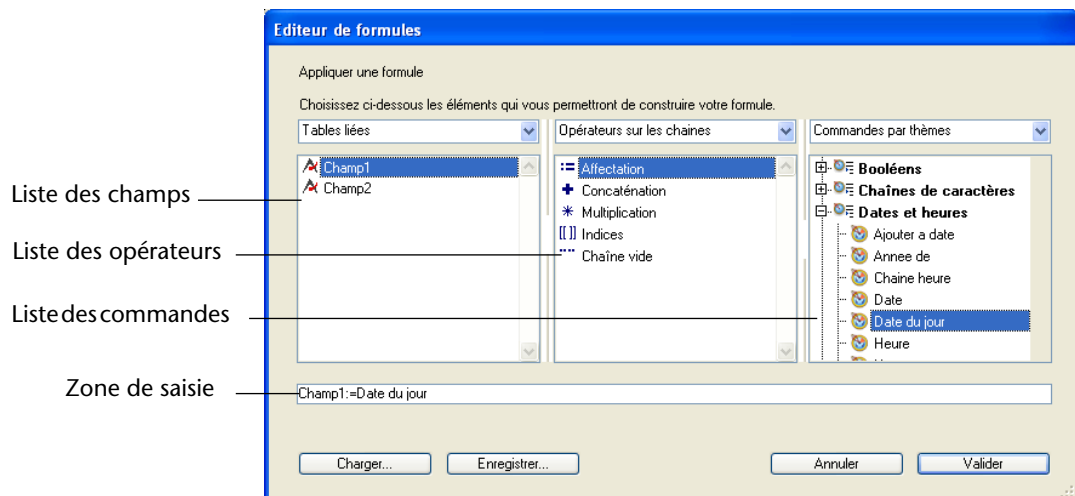 Editeur de formules
Appliquer une formule
Choisissez ci-dessous les éléments qui vous permettront de construire votre formule.
Tables liées
Opérateurs sur les chaines
Commandes par thèmes
Champ1
Champ2
:= Affectation
+ Concaténation
* Multiplication
[[ ]] Indices
"" Chaîne vide
Booléens
Chaînes de caractères
Dates et heures
Ajouter a date
Annee de
Chaine heure
Date
Date du jour
Heure
Liste des champs
Liste des opérateurs
Liste des commandes
Zone de saisie
Champ1:=Date du jour
Charger...
Enregistrer...
Annuler
Valider